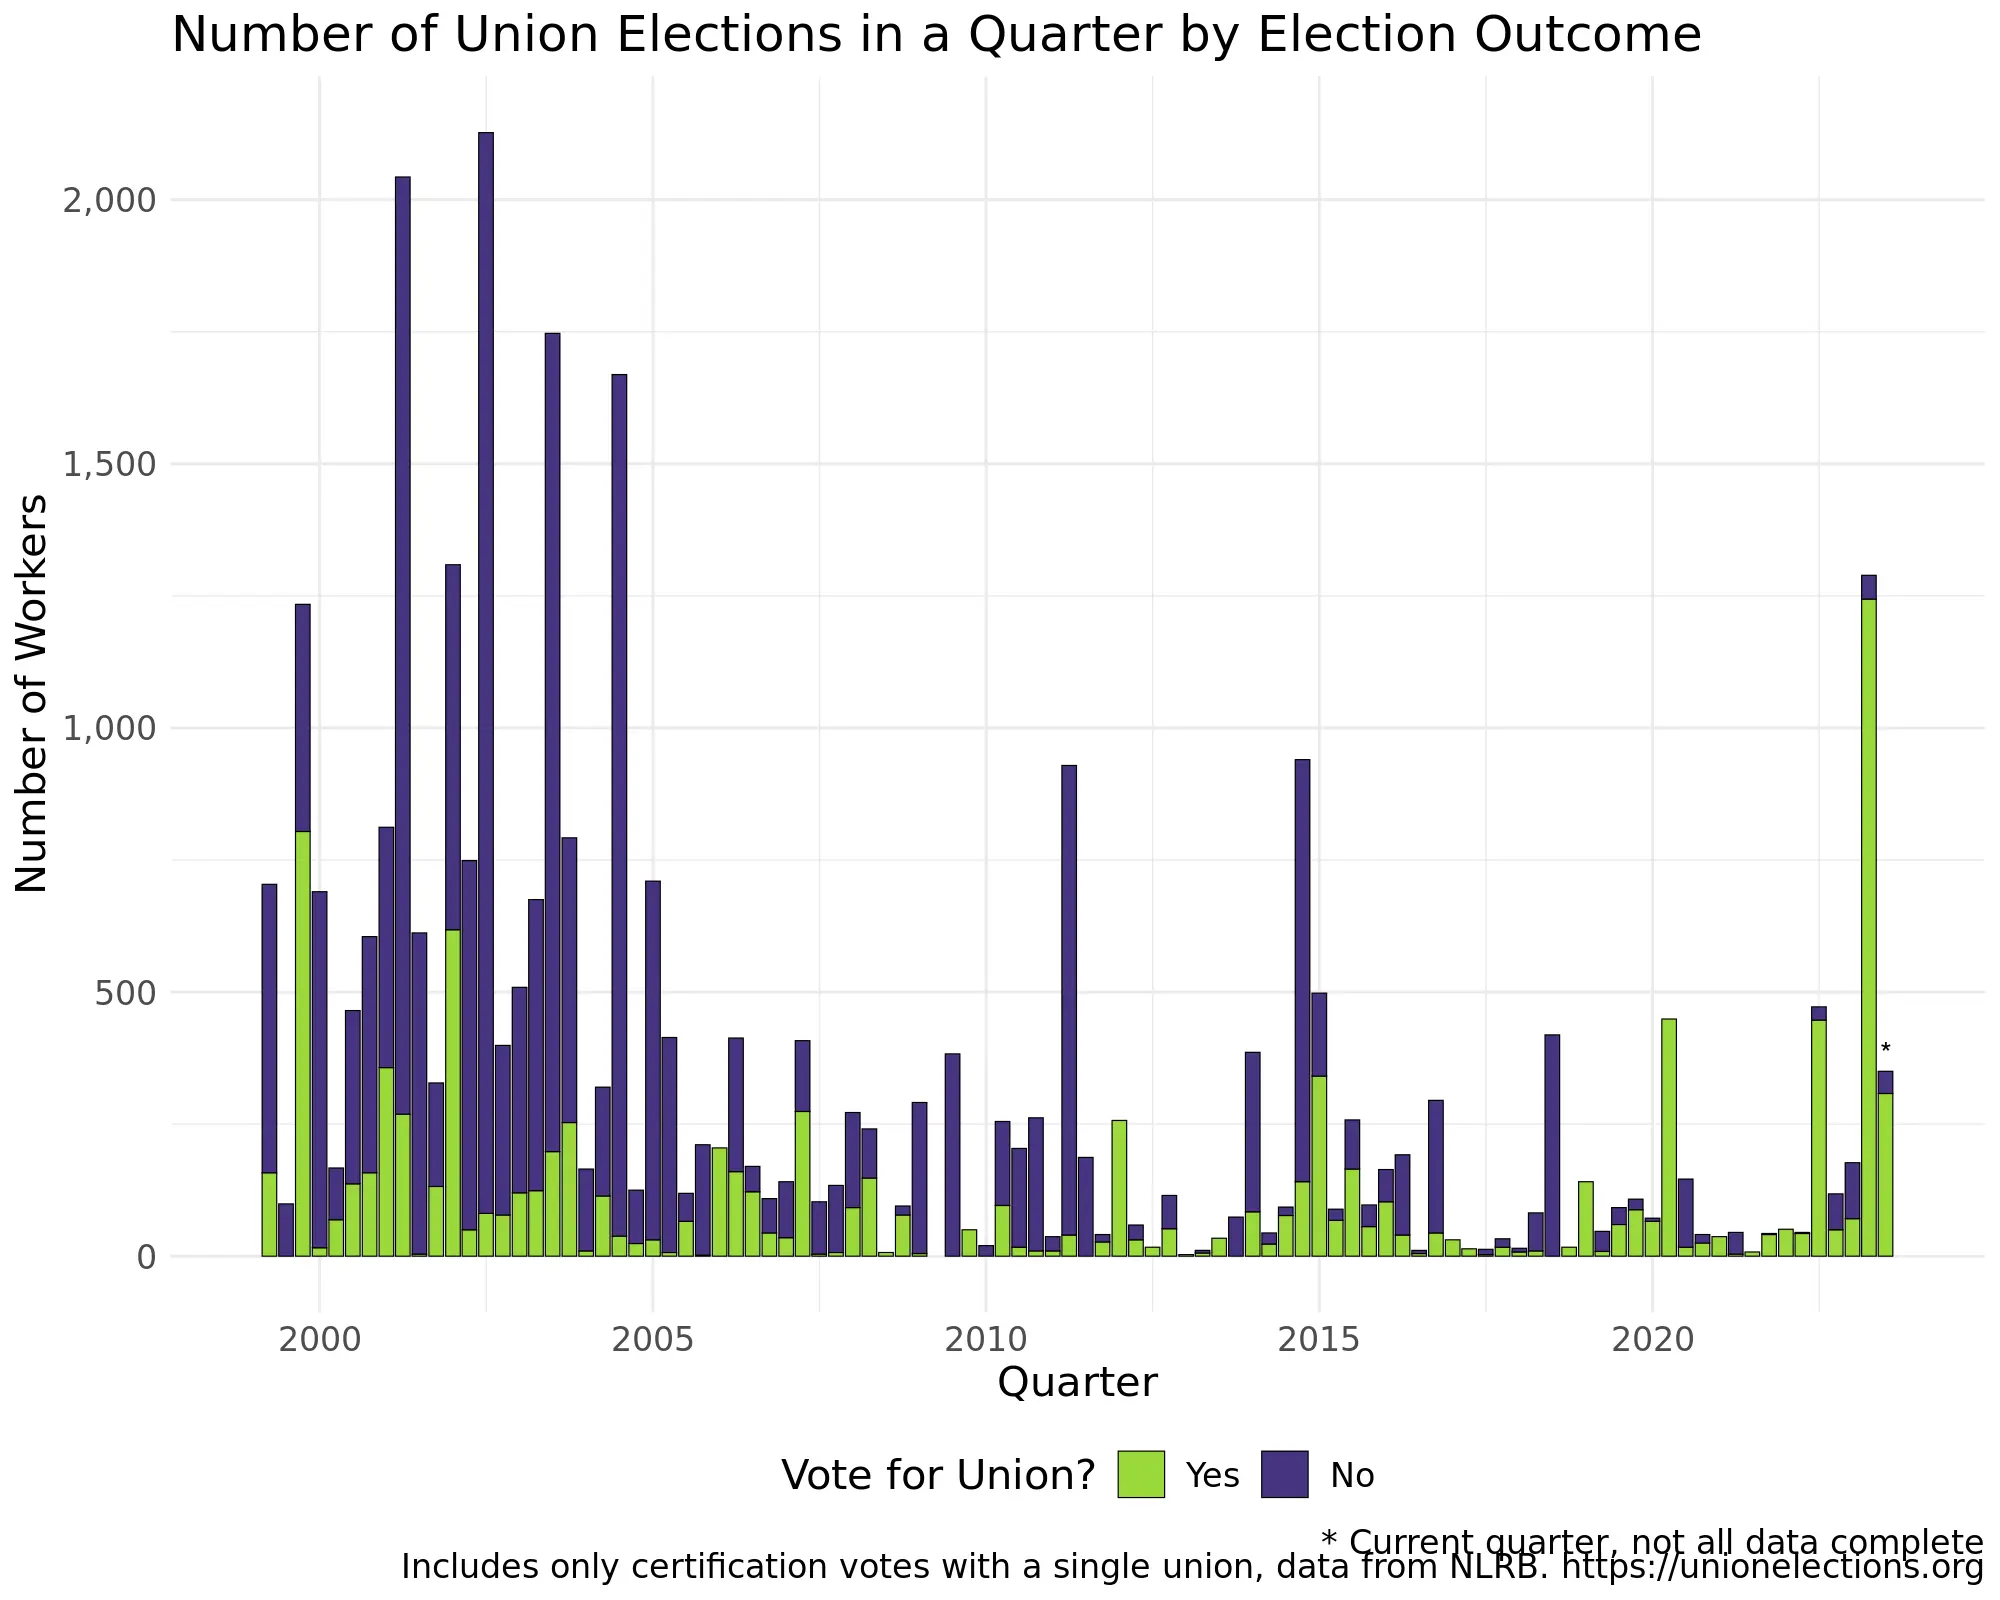 Number of Union Elections in a Quarter by Election Outcome
Number of Workers
2,000
1,500
1,000
500
0
*
2000 2005 2010 2015 2020
Quarter
Vote for Union? Yes No
* Current quarter, not all data complete
Includes only certification votes with a single union, data from NLRB. https://unionelections.org